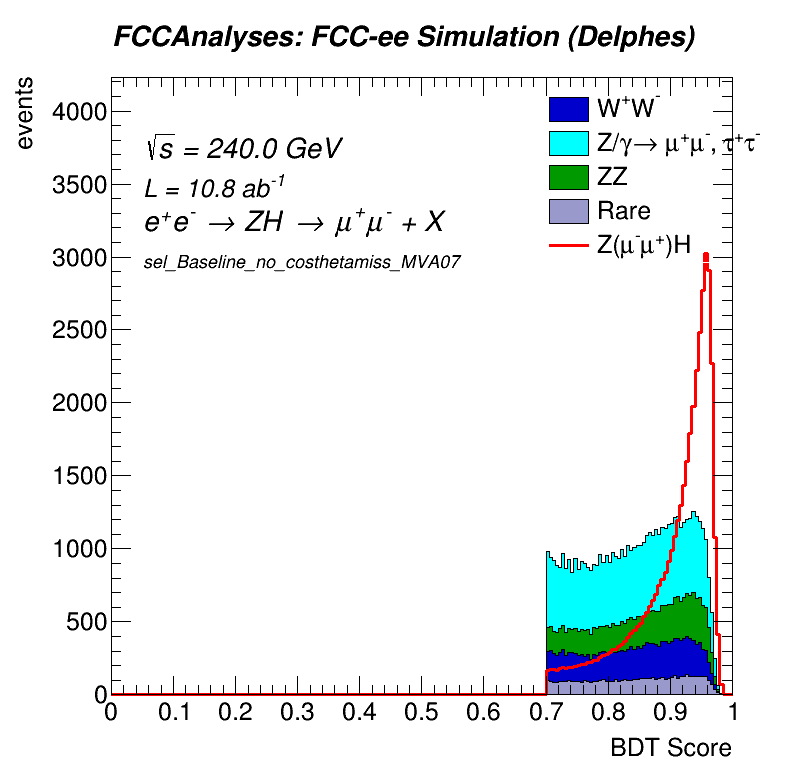 FCCAnalyses: FCC-ee Simulation (Delphes)
events
4000
3500
3000
2500
2000
1500
1000
500
0
√s = 240.0 GeV
L = 10.8 ab⁻¹
e⁺e⁻ → ZH → μ⁺μ⁻ + X
sel_Baseline_no_costhetamiss_MVA07
W⁺W⁻
Z/γ→ μ⁺μ⁻, τ⁺τ⁻
ZZ
Rare
Z(μ⁻μ⁺)H
0 0.1 0.2 0.3 0.4 0.5 0.6 0.7 0.8 0.9 1
BDT Score